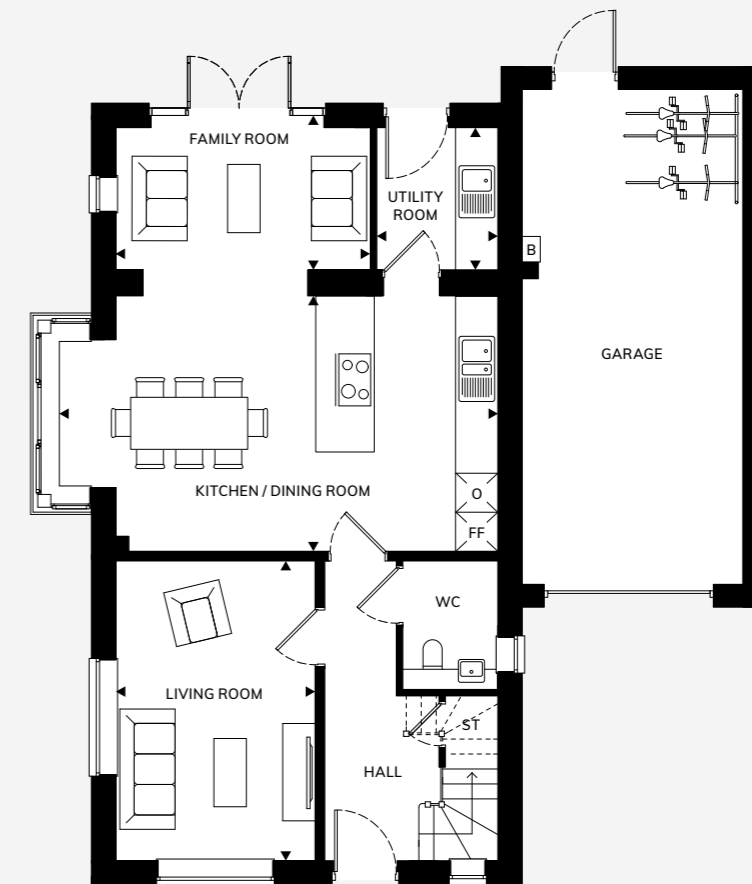 FAMILY ROOM
UTILITY
ROOM
B
GARAGE
KITCHEN / DINING ROOM
O
FF
WC
LIVING ROOM
ST
HALL